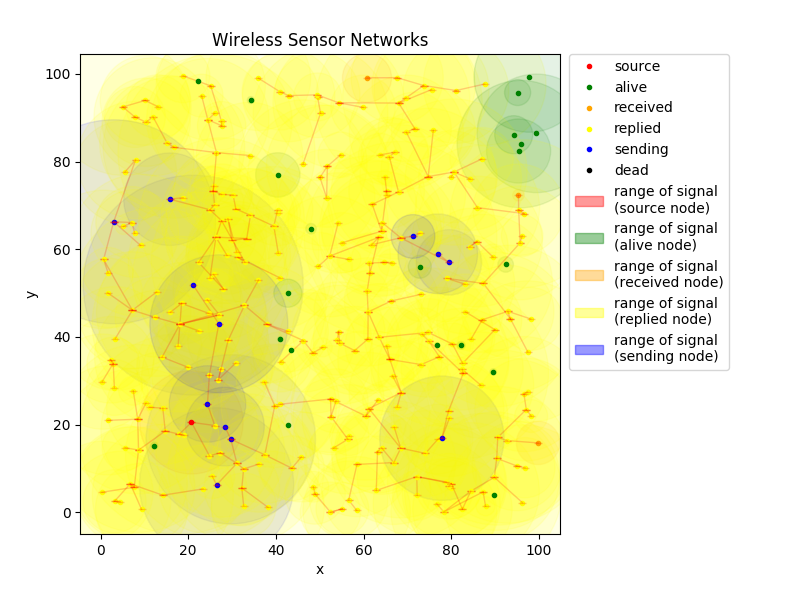 Wireless Sensor Networks
100
80
60
40
20
0
y
0 20 40 60 80 100
x
source
alive
received
replied
sending
dead
range of signal
(source node)
range of signal
(alive node)
range of signal
(received node)
range of signal
(replied node)
range of signal
(sending node)